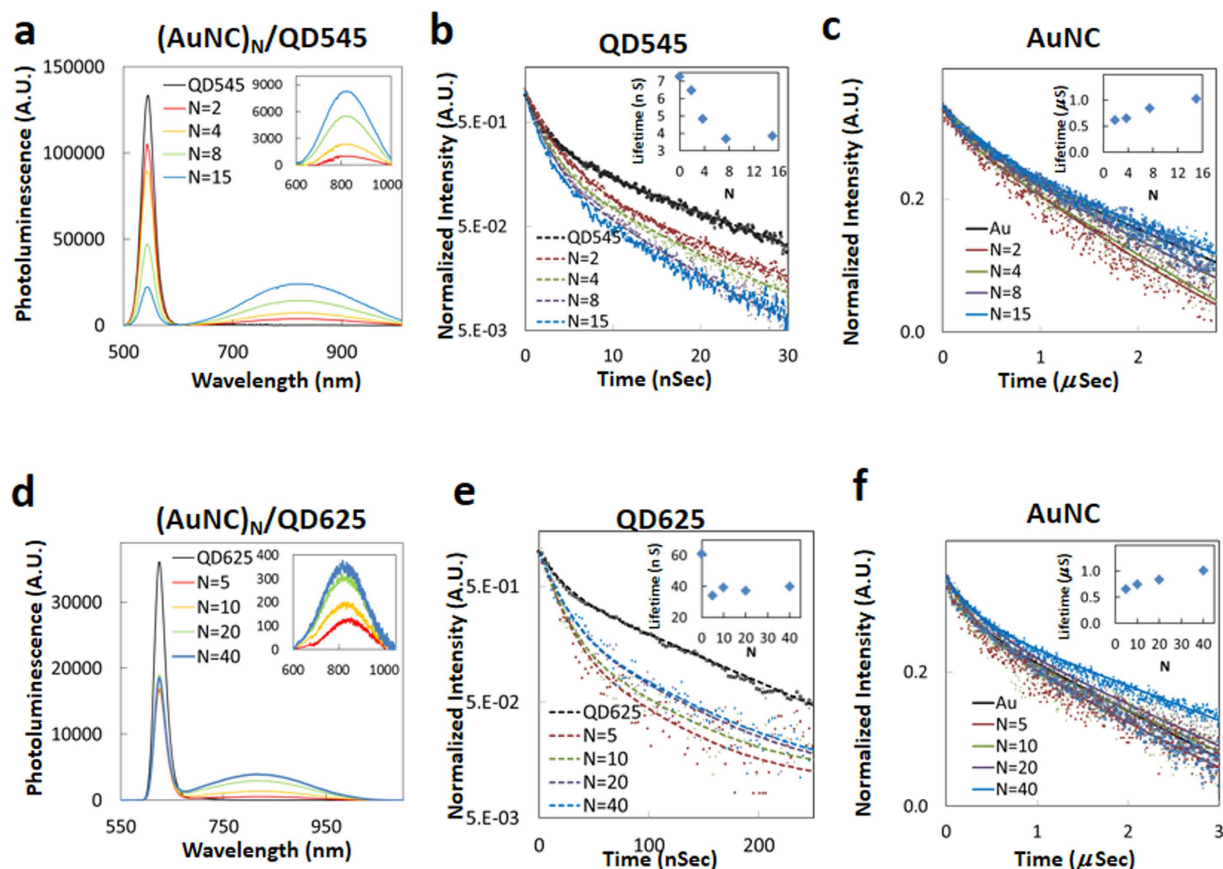 a
(AuNC)N/QD545
Photoluminescence (A.U.)
150000
100000
50000
0
500 700 900
Wavelength (nm)
QD545
N=2
N=4
N=8
N=15
9000
6000
3000
0
600 800 1000
b
QD545
Normalized Intensity (A.U.)
5.E-01
5.E-02
5.E-03
0 10 20 30
Time (nSec)
QD545
N=2
N=4
N=8
N=15
Lifetime (n S)
7
6
5
4
3
0 4 8 12 16
N
c
AuNC
Normalized Intensity (A.U.)
0.2
0.0
0 1 2
Time (μSec)
Au
N=2
N=4
N=8
N=15
Lifetime (μS)
1.0
0.5
0.0
0 4 8 12 16
N
d
(AuNC)N/QD625
Photoluminescence (A.U.)
30000
20000
10000
0
550 750 950
Wavelength (nm)
QD625
N=5
N=10
N=20
N=40
400
300
200
100
0
600 800 1000
e
QD625
Normalized Intensity (A.U.)
5.E-01
5.E-02
5.E-03
0 100 200
Time (nSec)
QD625
N=5
N=10
N=20
N=40
Lifetime (n S)
60
40
20
0 10 20 30 40
N
f
AuNC
Normalized Intensity (A.U.)
0.2
0.0
0 1 2 3
Time (μSec)
Au
N=5
N=10
N=20
N=40
Lifetime (μS)
1.0
0.5
0.0
0 10 20 30 40
N